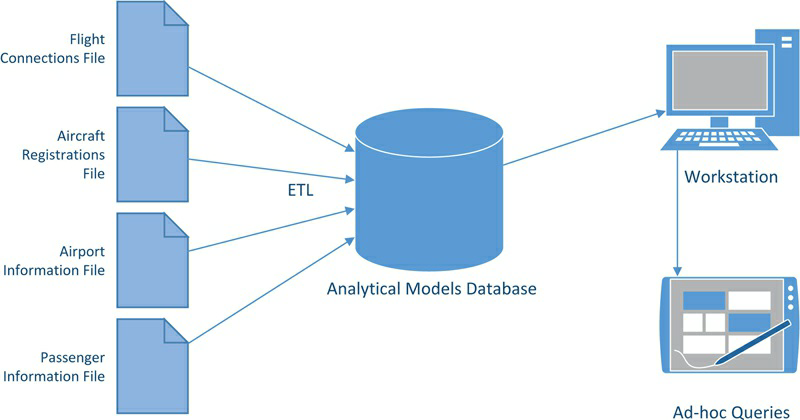 Flight
Connections File
Aircraft
Registrations
File
ETL
Airport
Information File
Passenger
Information File
Analytical Models Database
Workstation
Ad-hoc Queries